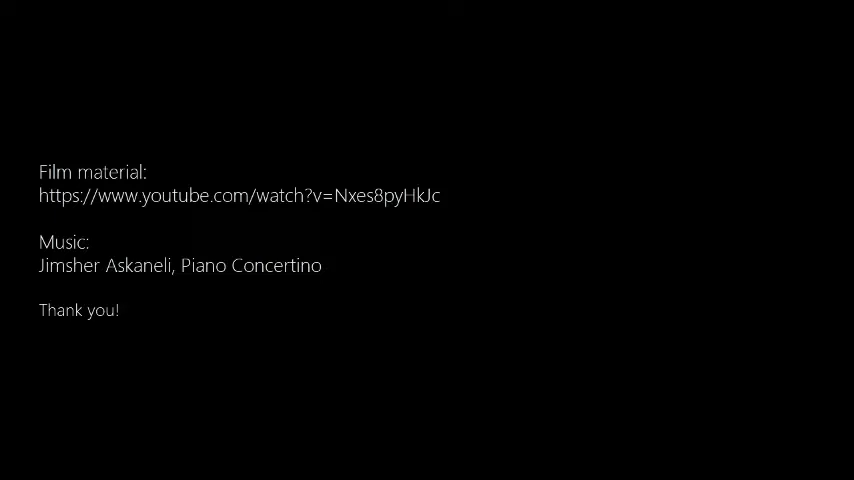 Film material:
https://www.youtube.com/watch?v=Nxes8pyHkJc
Music:
Jimsher Askaneli, Piano Concertino
Thank you!